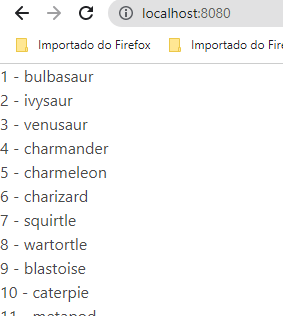 localhost:8080
Importado do Firefox Importado do Firef
1 - bulbasaur
2 - ivysaur
3 - venusaur
4 - charmander
5 - charmeleon
6 - charizard
7 - squirtle
8 - wartortle
9 - blastoise
10 - caterpie
11 - metapod